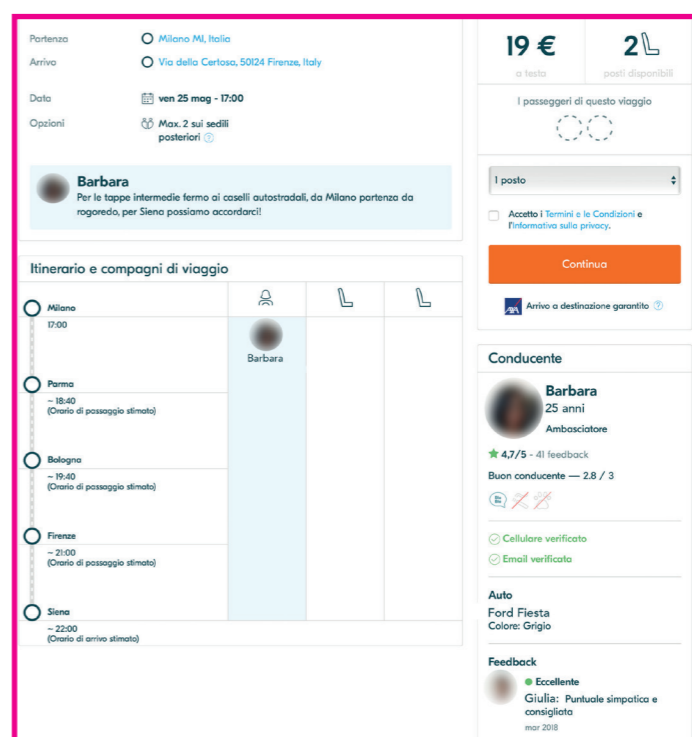 Partenza
Milano MI, Italia
Arrivo
Via della Certosa, 50124 Firenze, Italy
Data
ven 25 mag - 17:00
Opzioni
Max. 2 sui sedili
posteriori ?
Barbara
Per le tappe intermedie fermo ai caselli autostradali, da Milano partenza da
rogoredo, per Siena possiamo accordarci!
Itinerario e compagni di viaggio
Milano
17:00
Barbara
Parma
~ 18:40
(Orario di passaggio stimato)
Bologna
~ 19:40
(Orario di passaggio stimato)
Firenze
~ 21:00
(Orario di passaggio stimato)
Siena
~ 22:00
(Orario di arrivo stimato)
19 €
a testa
2
posti disponibili
I passeggeri di questo viaggio
1 posto
Accetto i Termini e le Condizioni e
l'Informativa sulla privacy.
Continua
AXA
Arrivo a destinazione garantito ?
Conducente
Barbara
25 anni
Ambasciatore
4,7/5 - 41 feedback
Buon conducente — 2.8 / 3
Cellulare verificato
Email verificata
Auto
Ford Fiesta
Colore: Grigio
Feedback
Eccellente
Giulia: Puntuale simpatica e
consigliata
mar 2018